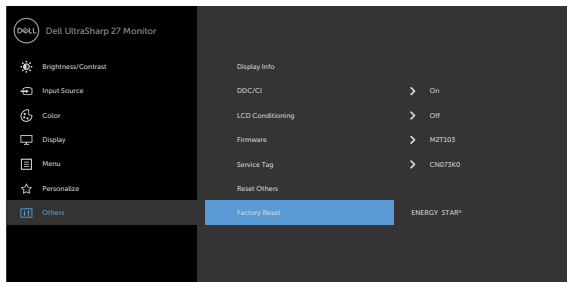 DELL Dell UltraSharp 27 Monitor
Brightness/Contrast Display Info
Input Source DDC/CI On
Color LCD Conditioning Off
Display Firmware M2T103
Menu Service Tag CN073K0
Personalize Reset Others
Others Factory Reset ENERGY STAR®